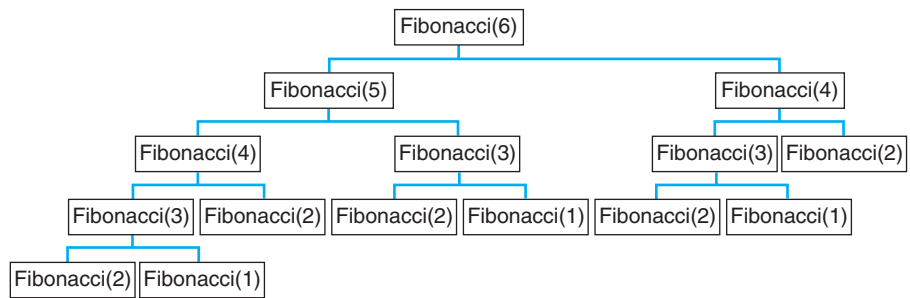 Fibonacci(6)
Fibonacci(5) Fibonacci(4)
Fibonacci(4) Fibonacci(3) Fibonacci(3) Fibonacci(2)
Fibonacci(3) Fibonacci(2) Fibonacci(2) Fibonacci(1) Fibonacci(2) Fibonacci(1)
Fibonacci(2) Fibonacci(1)